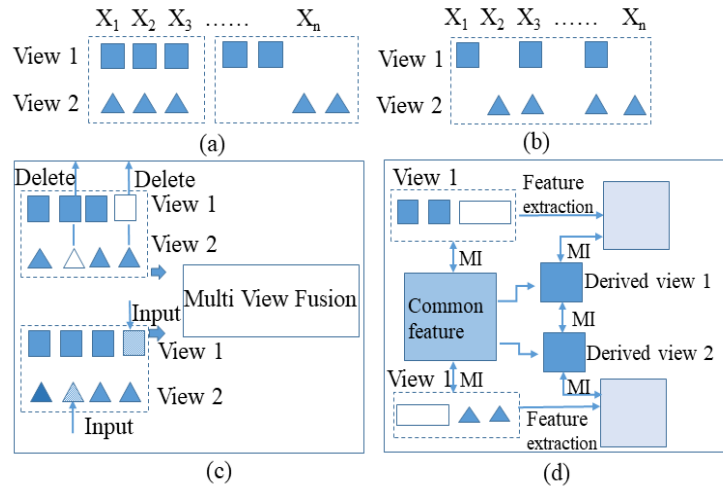 X1 X2 X3 …… Xn
View 1
View 2
(a)
X1 X2 X3 …… Xn
View 1
View 2
(b)
Delete Delete
View 1
View 2
Multi View Fusion
Input
View 1
View 2
Input
(c)
View 1
Feature
extraction
MI
MI
Derived view 1
Common
feature
MI
Derived view 2
View 1
MI
MI
Feature
extraction
(d)